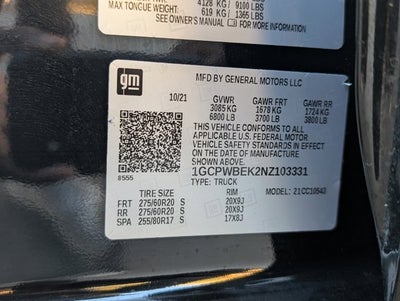 4128 KG / 9100 LBS
MAX TONGUE WEIGHT: 619 KG / 1365 LBS
SEE OWNER'S MANUAL FOR MORE INFORMATION
gm
MFD BY GENERAL MOTORS LLC
10/21 GVWR GAWR FRT GAWR RR
3085 KG 1678 KG 1724 KG
6800 LB 3700 LB 3800 LB
THIS VEHICLE CONFORMS TO ALL
APPLICABLE U.S. FEDERAL MOTOR
VEHICLE SAFETY, BUMPER, AND
THEFT PREVENTION STANDARDS IN
EFFECT ON THE DATE OF
MANUFACTURE SHOWN ABOVE.
1GCPWBEK2NZ103331
8555 TYPE: TRUCK
MODEL: 21CC10543
TIRE SIZE RIM
FRT 275/60R20 S 20X9J
RR 275/60R20 S 20X9J
SPA 255/80R17 S 17X8J